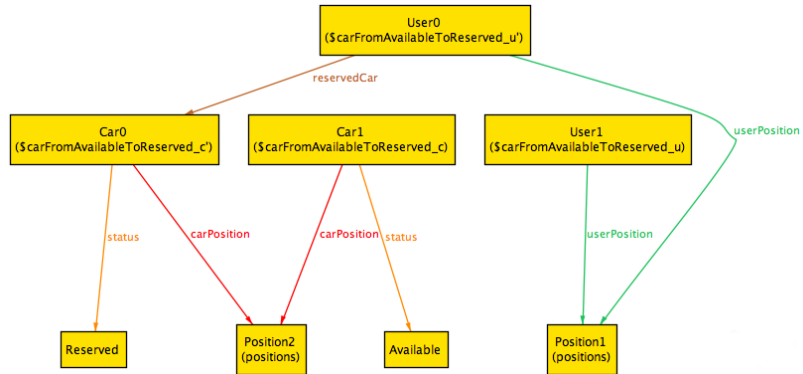 User0
($carFromAvailableToReserved_u')
reservedCar
Car0
($carFromAvailableToReserved_c')
Car1
($carFromAvailableToReserved_c)
User1
($carFromAvailableToReserved_u)
userPosition
status
carPosition
carPosition
status
userPosition
Reserved
Position2
(positions)
Available
Position1
(positions)